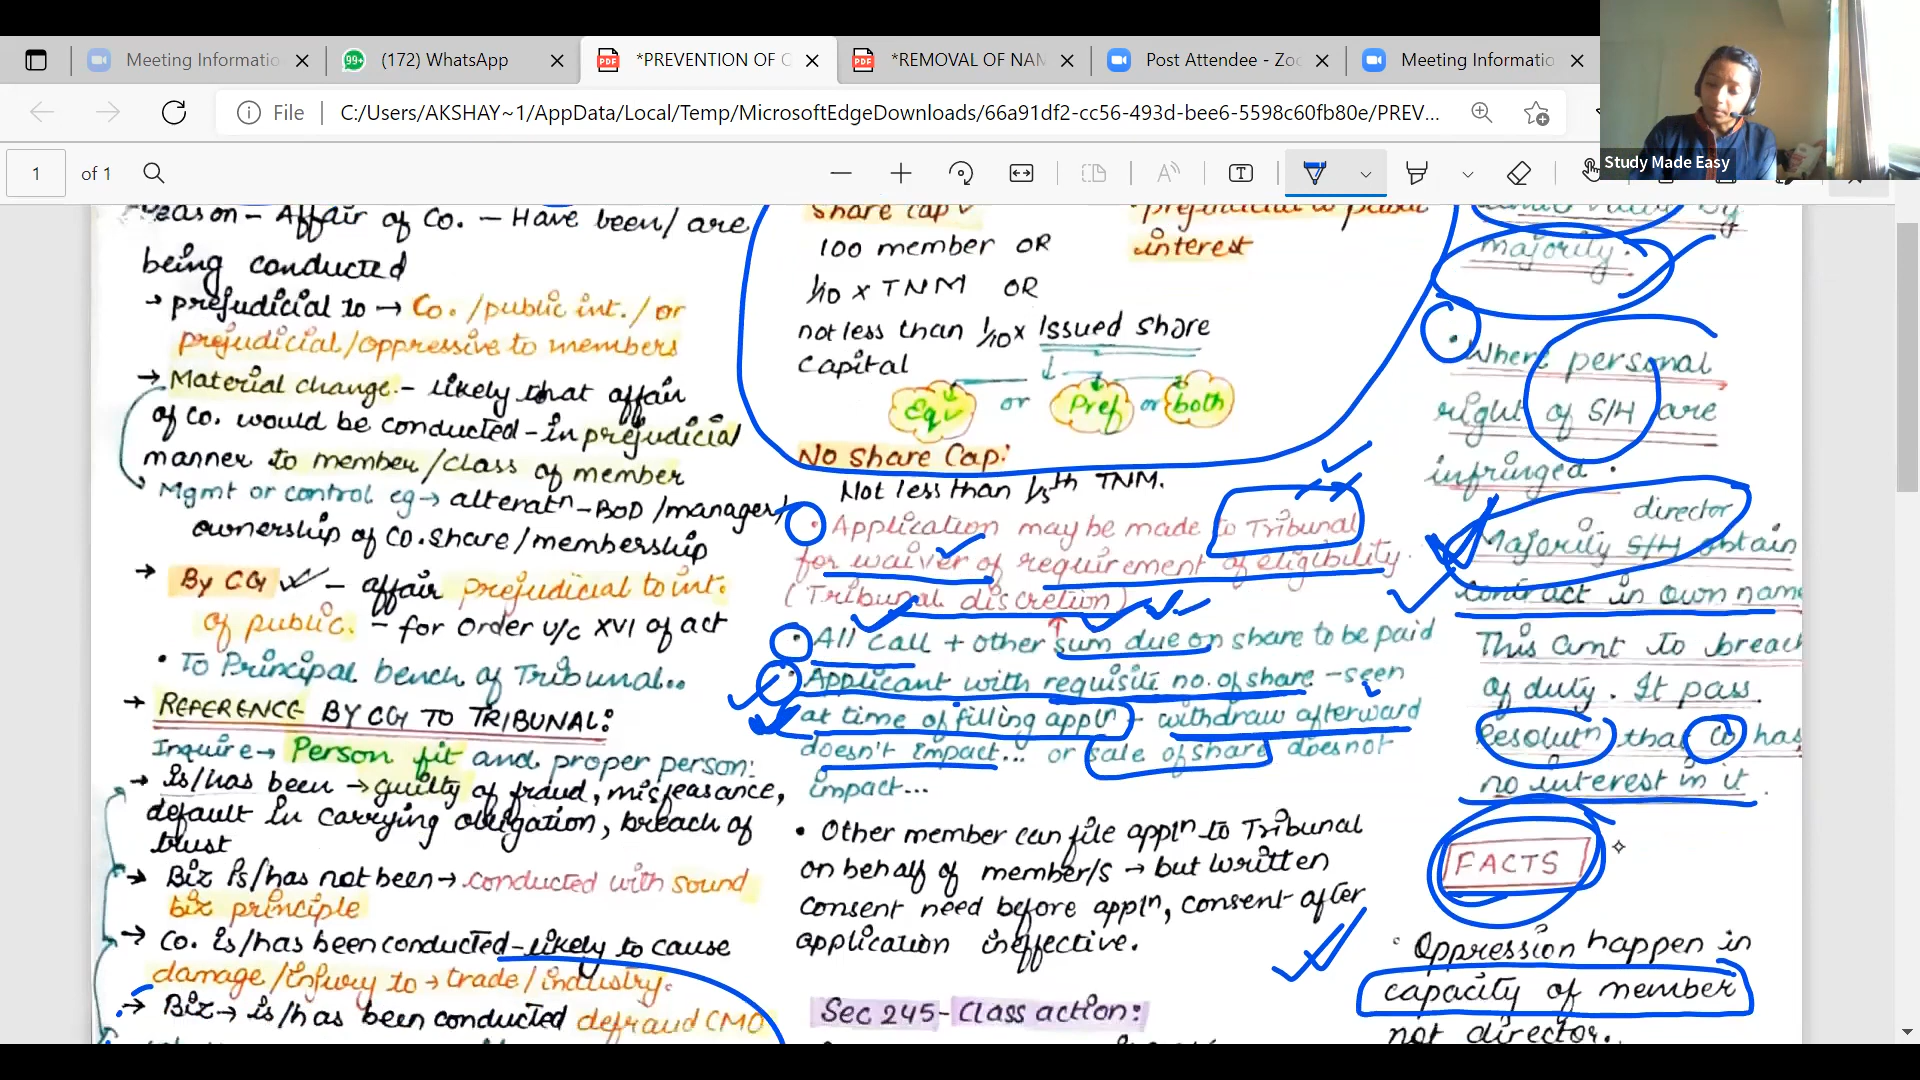 Meeting Informatio
(172) WhatsApp
*PREVENTION OF O
*REMOVAL OF NAM
Post Attendee - Zoo
Meeting Informatio
File
C:/Users/AKSHAY~1/AppData/Local/Temp/MicrosoftEdgeDownloads/66a91df2-cc56-493d-bee6-5598c60fb80e/PREV...
Study Made Easy
1
of 1
99+
PDF
PDF
Reason - Affair of Co. - Have been/ are
being conducted
→ prejudicial to → Co. /public int. / or
prejudicial/oppressive to members
→ Material change - likely that affair
of Co. would be conducted - in prejudicial
manner to member/class of member
Mgmt or control eg → alteratn - BoD /manager/
ownership of Co. share/membership
→ By CG ✓ - affair prejudicial to int.
of public. - for Order u/c XVI of act
• To Principal bench of Tribunal..
→ REFERENCE BY CG TO TRIBUNAL:
Inquire → Person fit and proper person:
→ is/has been → guilty of fraud, misfeasance,
default in carrying obligation, breach of
trust
→ Biz is/has not been → conducted with sound
biz principle
→ Co. is/has been conducted - likely to cause
damage/injury to → trade/industry.
→ Biz → is/has been conducted defraud CMO
Share cap
100 member OR
1/10 x TNM OR
not less than 1/10 x Issued share
capital
Eq or Pref or both
No Share Cap:
Not less than 1/5th TNM.
• Application may be made to Tribunal
for waiver of requirement of eligibility.
(Tribunal discretion)
• All call + other sum due on share to be paid
• Applicant with requisite no. of share - seen
at time of filling appln - withdraw afterward
doesn't impact... or sale of share does not
impact...
• Other member can file appln to Tribunal
on behalf of member/s → but written
consent need before appln, consent after
application ineffective.
Sec 245 - Class action:
prejudicial to public
interest
by
majority.
• Where personal
right of S/H are
infringed.
director
Majority S/H obtain
contract in own name
This amt to breach
of duty. It pass
Resolutn that Co has
no interest in it.
FACTS
• Oppression happen in
capacity of member
not director.